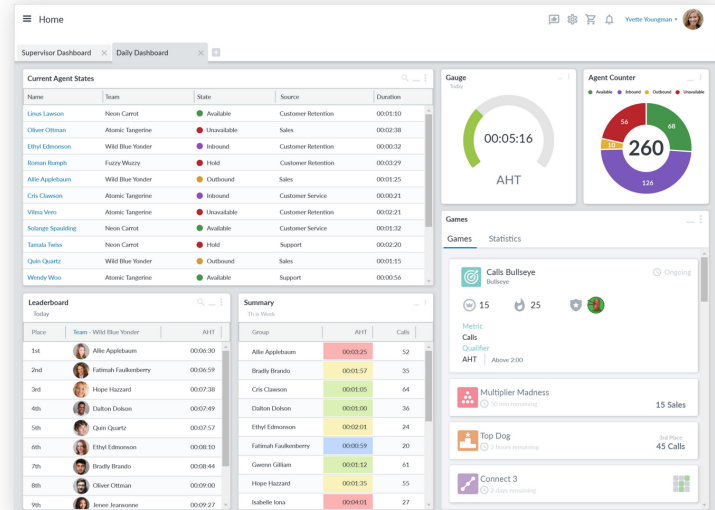 Home
Yvette Youngman
Supervisor Dashboard
Daily Dashboard
Current Agent States
Name Team State Source Duration
Linus Lawson Neon Carrot Available Customer Retention 00:01:10
Oliver Ottman Atomic Tangerine Unavailable Sales 00:02:38
Ethyl Edmonson Wild Blue Yonder Inbound Customer Retention 00:00:32
Roman Rumph Fuzzy Wuzzy Hold Customer Retention 00:03:29
Allie Applebaum Wild Blue Yonder Outbound Sales 00:01:25
Cris Clawson Atomic Tangerine Inbound Customer Service 00:00:21
Vilma Vero Atomic Tangerine Unavailable Customer Retention 00:02:21
Solange Spaulding Neon Carrot Available Customer Service 00:01:32
Tamala Twiss Neon Carrot Hold Support 00:02:20
Quin Quartz Wild Blue Yonder Outbound Sales 00:01:15
Wendy Woo Atomic Tangerine Available Support 00:00:56
Gauge
Today
00:05:16
AHT
Agent Counter
Available Inbound Outbound Unavailable
56
68
10
260
126
Games
Games Statistics
Calls Bullseye
Bullseye
Ongoing
15 25
Metric
Calls
Qualifier
AHT Above 2:00
Multiplier Madness
30 min remaining
15 Sales
Top Dog
2 hours remaining
3rd Place
45 Calls
Connect 3
2 days remaining
Leaderboard
Today
Place Team - Wild Blue Yonder AHT
1st Allie Applebaum 00:06:30
2nd Fatimah Faulkenberry 00:06:59
3rd Hope Hazzard 00:07:38
4th Dalton Dolson 00:07:49
5th Quin Quartz 00:07:57
6th Ethyl Edmonson 00:08:10
7th Bradly Brando 00:08:44
8th Oliver Ottman 00:09:00
9th Jenee Jeansonne 00:09:27
Summary
This Week
Group AHT Calls
Allie Applebaum 00:03:25 52
Bradly Brando 00:01:57 35
Cris Clawson 00:01:05 64
Dalton Dolson 00:01:00 36
Ethyl Edmonson 00:02:01 24
Fatimah Faulkenberry 00:00:59 20
Gwenn Gilliam 00:01:12 61
Hope Hazzard 00:01:35 55
Isabelle Iona 00:04:01 27